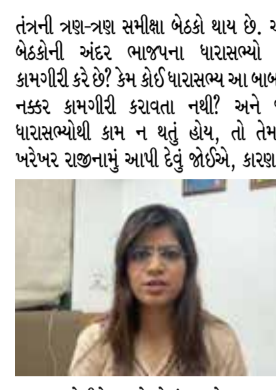 તંત્રની ત્રણ-ત્રણ સમીક્ષા બેઠકો થાય છે.
બેઠકોની અંદર ભાજપના ધારાસભ્યો
કામગીરી કરે છે? કેમ કોઈ ધારાસભ્ય આ બાબ
નક્કર કામગીરી કરાવતા નથી? અને
ધારાસભ્યોથી કામ ન થતું હોય, તો તેમ
ખરેખર રાજીનામું આપી દેવું જોઈએ, કારણ